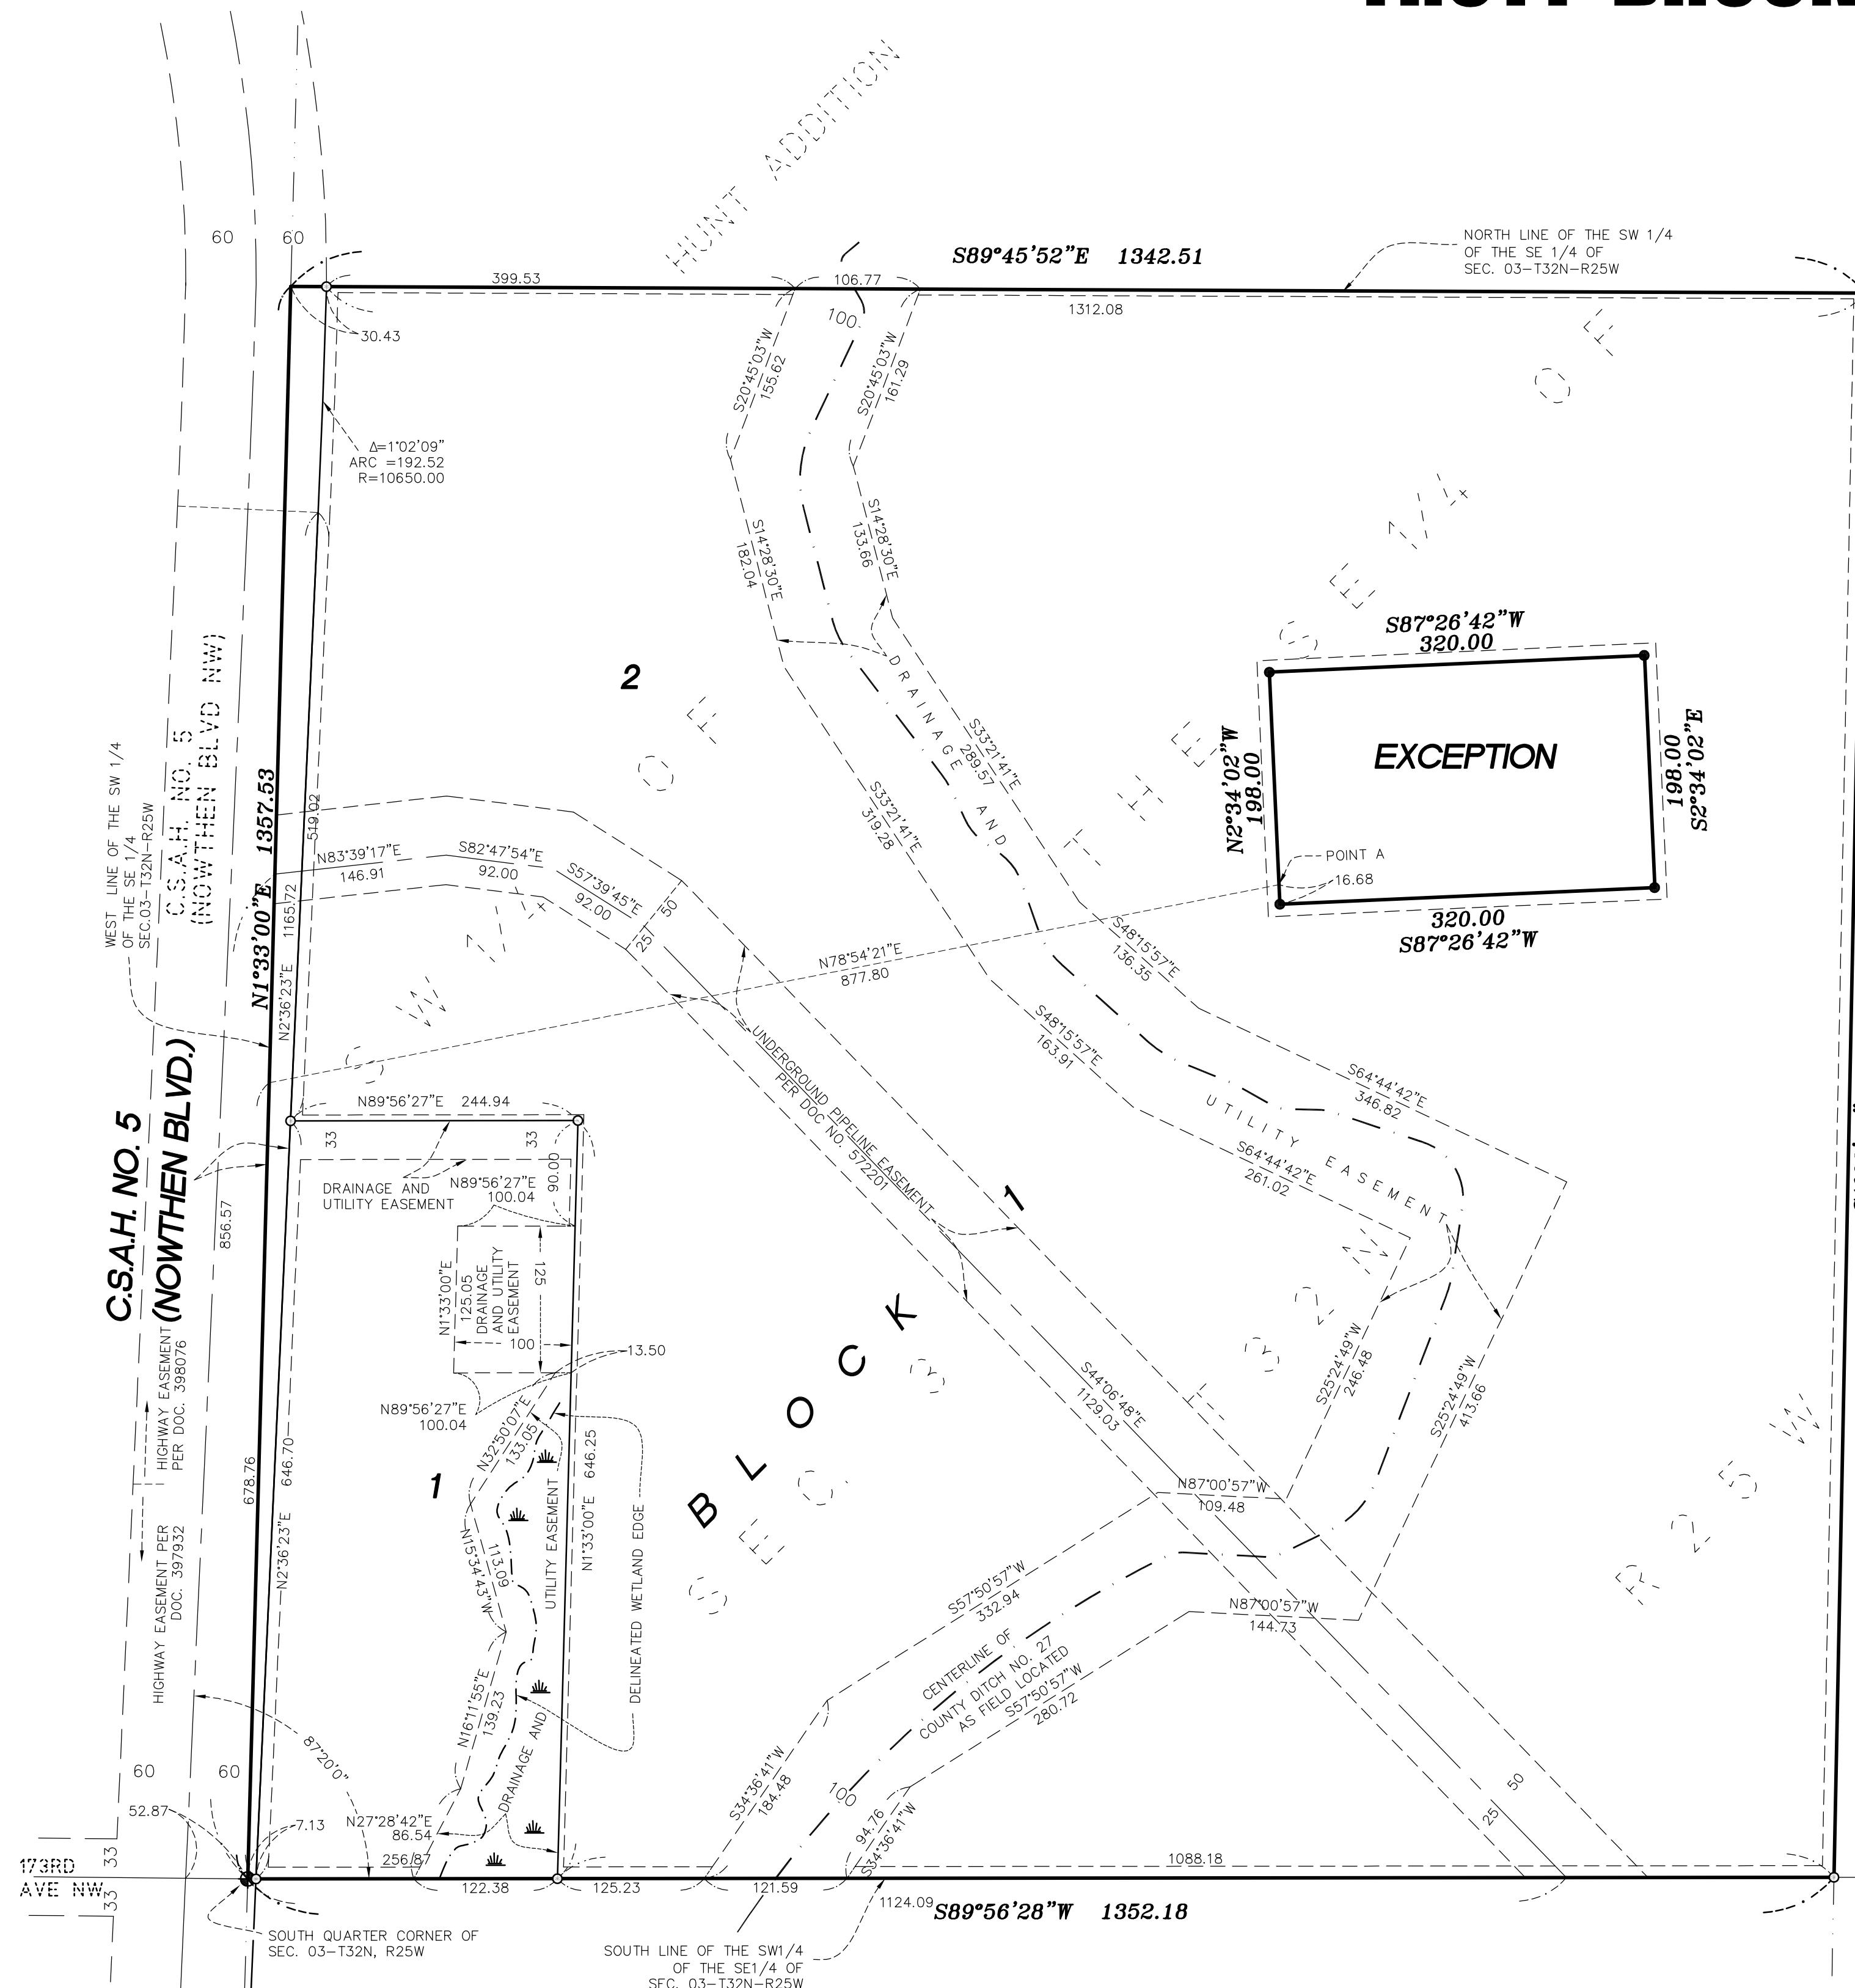 HUNT ADDITION
60
60
S89°45'52"E 1342.51
NORTH LINE OF THE SW 1/4
OF THE SE 1/4 OF
SEC. 03-T32N-R25W
399.53
106.77
1312.08
30.43
100
S20°45'03"W
155.62
S20°45'03"W
161.29
Δ=1°02'09"
ARC =192.52
R=10650.00
S14°28'30"E
182.04
S14°28'30"E
133.66
SW 1/4 OF THE SE 1/4 OF
SEC. 3 T 32 N R 25 W
2
S87°26'42"W
320.00
EXCEPTION
N2°34'02"W
198.00
198.00
S2°34'02"E
POINT A
16.68
320.00
S87°26'42"W
DRAINAGE AND
UTILITY EASEMENT
S33°21'41"E
289.57
S33°21'41"E
319.28
WEST LINE OF THE SW 1/4
OF THE SE 1/4
SEC.03-T32N-R25W
C.S.A.H. NO. 5
(NOWTHEN BLVD NW)
N1°33'00"E 1357.53
519.02
N2°36'23"E 1165.72
N83°39'17"E
146.91
S82°47'54"E
92.00
S57°39'45"E
92.00
50
25
N78°54'21"E
877.80
S48°15'57"E
136.35
S48°15'57"E
163.91
UNDERGROUND PIPELINE EASEMENT
PER DOC NO. 572201
S64°44'42"E
346.82
S64°44'42"E
261.02
C.S.A.H. NO. 5
(NOWTHEN BLVD.)
N89°56'27"E 244.94
33
33
90.00
DRAINAGE AND
UTILITY EASEMENT
N89°56'27"E
100.04
856.57
N1°33'00"E
125.05
DRAINAGE
AND UTILITY
EASEMENT
125
100
13.50
1
BLOCK
HIGHWAY EASEMENT
PER DOC. 398076
N89°56'27"E
100.04
N32°50'07"E
133.05
646.25
N1°33'00"E
S44°06'48"E
1129.03
S25°24'49"W
246.48
S25°24'49"W
413.66
1
678.76
646.70
N2°36'23"E
UTILITY EASEMENT
DRAINAGE AND
DELINEATED WETLAND EDGE
N15°34'43"W
113.09
N87°00'57"W
109.48
HIGHWAY EASEMENT PER
DOC. 397932
S57°50'57"W
332.94
N87°00'57"W
144.73
CENTERLINE OF
COUNTY DITCH NO. 27
AS FIELD LOCATED
S57°50'57"W
280.72
N16°11'55"E
139.23
87°20'0"
60
60
52.87
7.13
N27°28'42"E
86.54
S34°36'41"W
184.48
100
94.76
S34°36'41"W
50
25
33
173RD
AVE NW
33
256.87
122.38
125.23
121.59
1088.18
1124.09
S89°56'28"W 1352.18
SOUTH QUARTER CORNER OF
SEC. 03-T32N, R25W
SOUTH LINE OF THE SW1/4
OF THE SE1/4 OF
SEC. 03-T32N-R25W